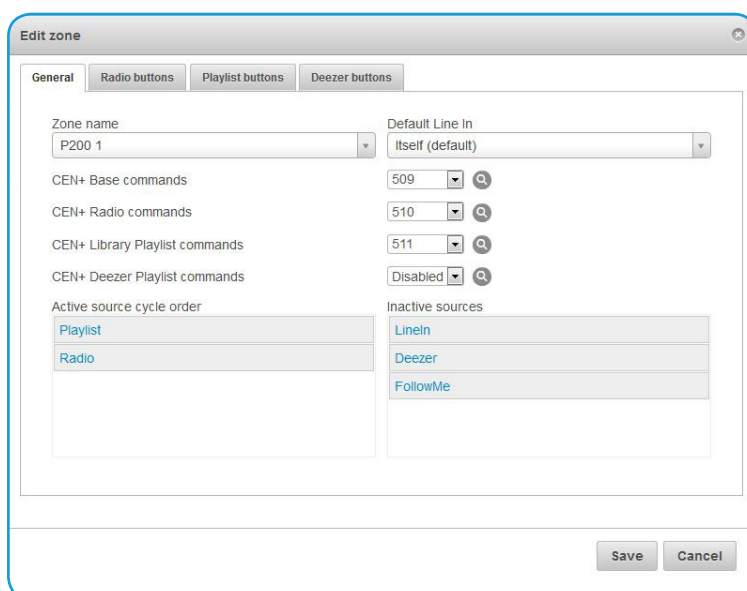 Edit zone
General Radio buttons Playlist buttons Deezer buttons
Zone name Default Line In
P200 1 Itself (default)
CEN+ Base commands 509
CEN+ Radio commands 510
CEN+ Library Playlist commands 511
CEN+ Deezer Playlist commands Disabled
Active source cycle order Inactive sources
Playlist LineIn
Radio Deezer
FollowMe
Save Cancel